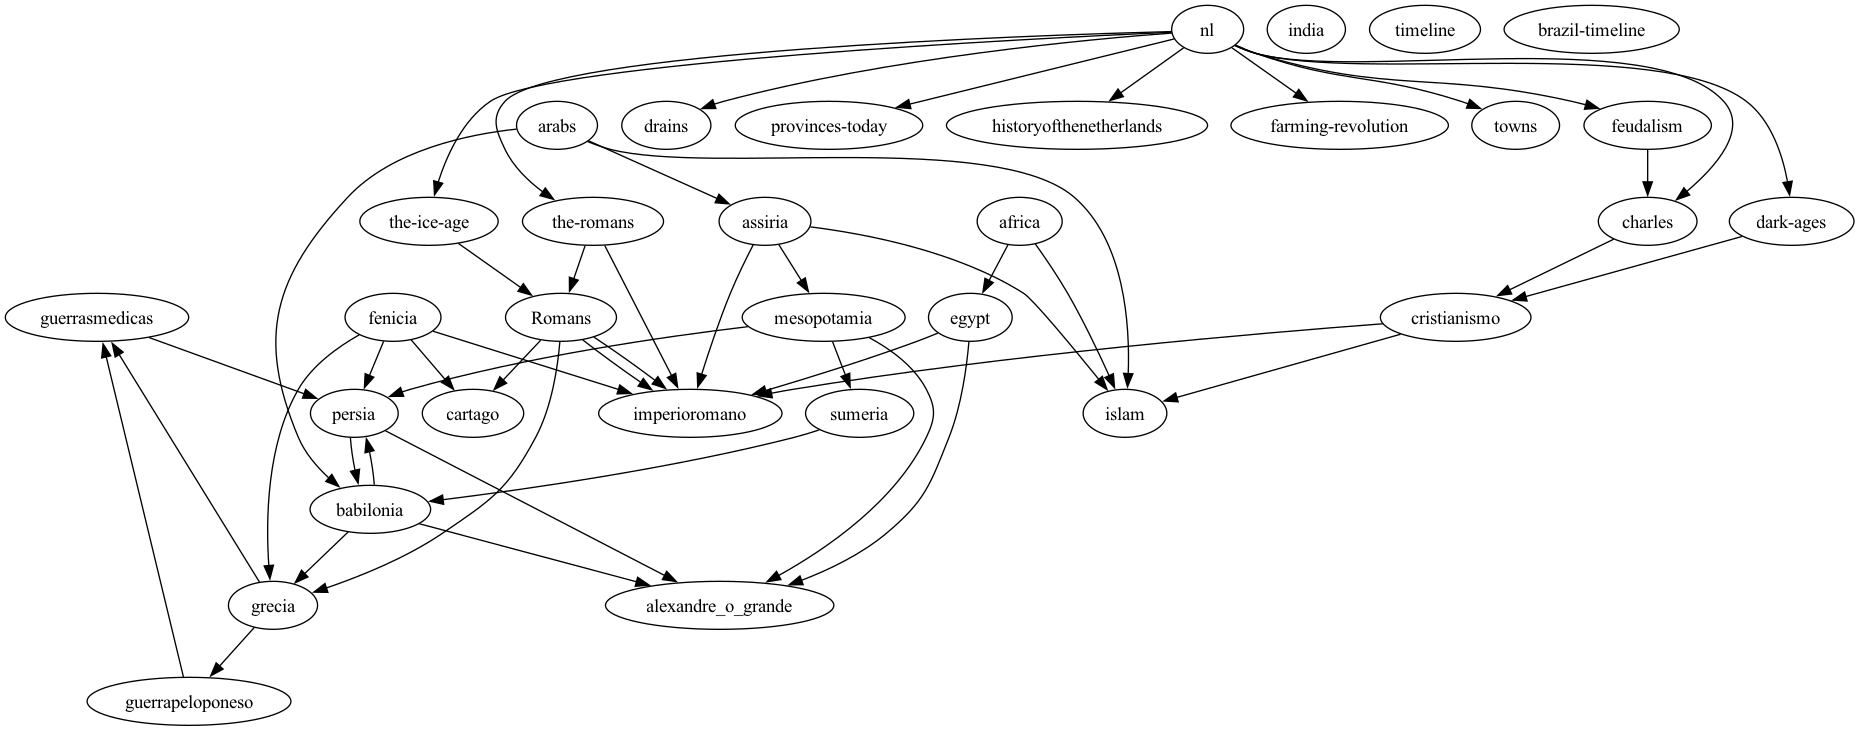 nl
india
timeline
brazil-timeline
arabs
drains
provinces-today
historyofthenetherlands
farming-revolution
towns
feudalism
the-ice-age
the-romans
assiria
africa
charles
dark-ages
guerrasmedicas
fenicia
Romans
mesopotamia
egypt
cristianismo
persia
cartago
imperioromano
sumeria
islam
babilonia
grecia
alexandre_o_grande
guerrapeloponeso